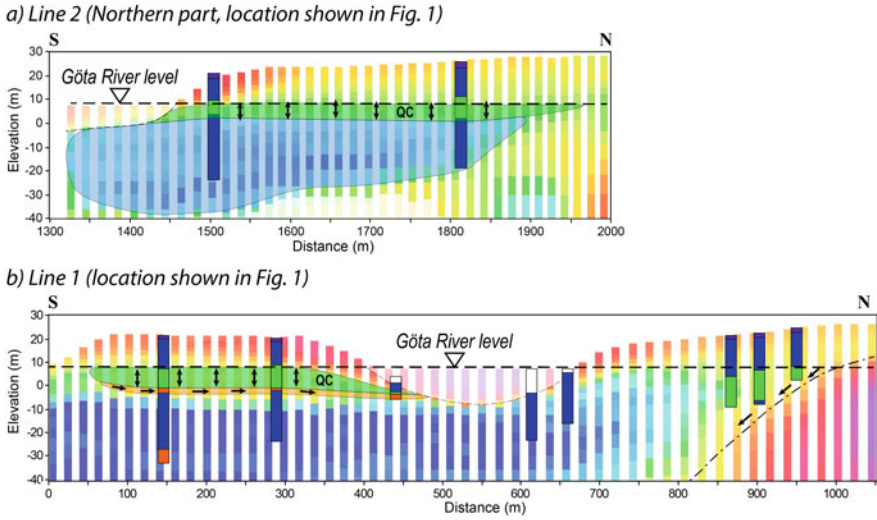 a) Line 2 (Northern part, location shown in Fig. 1)
S N
30
20
10
0
-10
-20
-30
-40
Elevation (m)
Göta River level
QC
1300 1400 1500 1600 1700 1800 1900 2000
Distance (m)
b) Line 1 (location shown in Fig. 1)
S N
30
20
10
0
-10
-20
-30
-40
Elevation (m)
Göta River level
QC
0 100 200 300 400 500 600 700 800 900 1000
Distance (m)